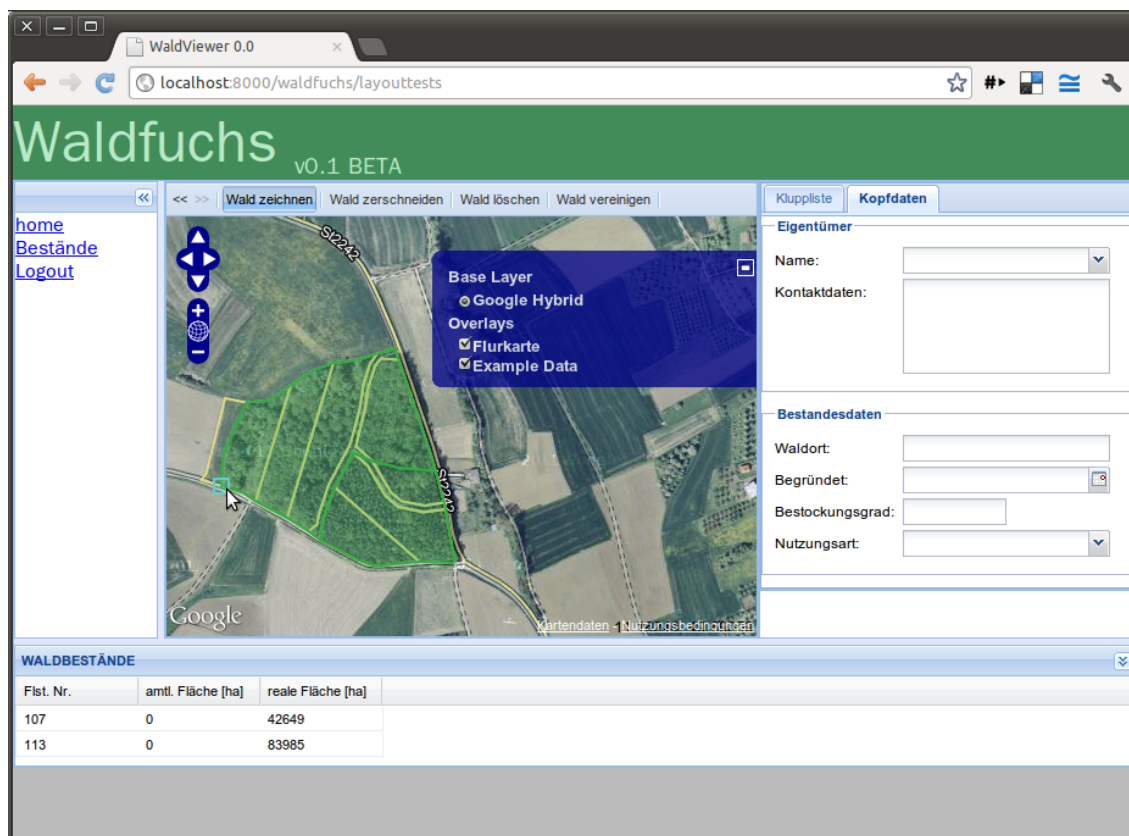 WaldViewer 0.0
localhost:8000/waldfuchs/layouttests
Waldfuchs v0.1 BETA
<< >> Wald zeichnen Wald zerschneiden Wald löschen Wald vereinigen
home
Bestände
Logout
St2242
Base Layer
Google Hybrid
Overlays
Flurkarte
Example Data
St2242
Google
Kartendaten - Nutzungsbedingungen
Kluppliste Kopfdaten
Eigentümer
Name:
Kontaktdaten:
Bestandesdaten
Waldort:
Begründet:
Bestockungsgrad:
Nutzungsart:
WALDBESTÄNDE
Flst. Nr. amtl. Fläche [ha] reale Fläche [ha]
107 0 42649
113 0 83985